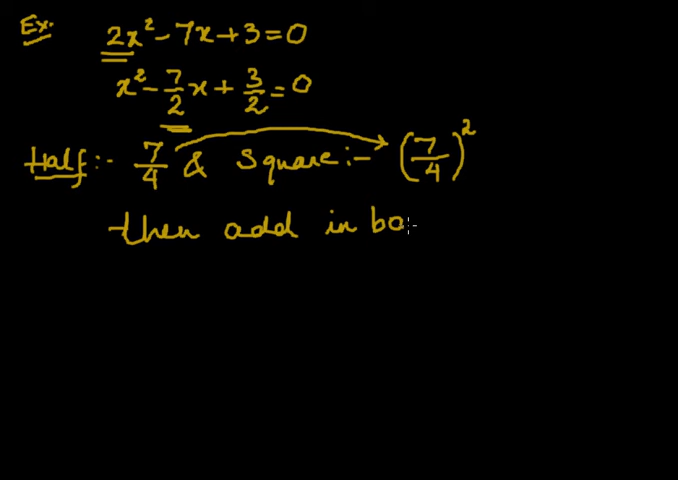 Ex. 2x² - 7x + 3 = 0
x² - 7/2 x + 3/2 = 0
Half:- 7/4 & Square:- (7/4)²
then add in bo